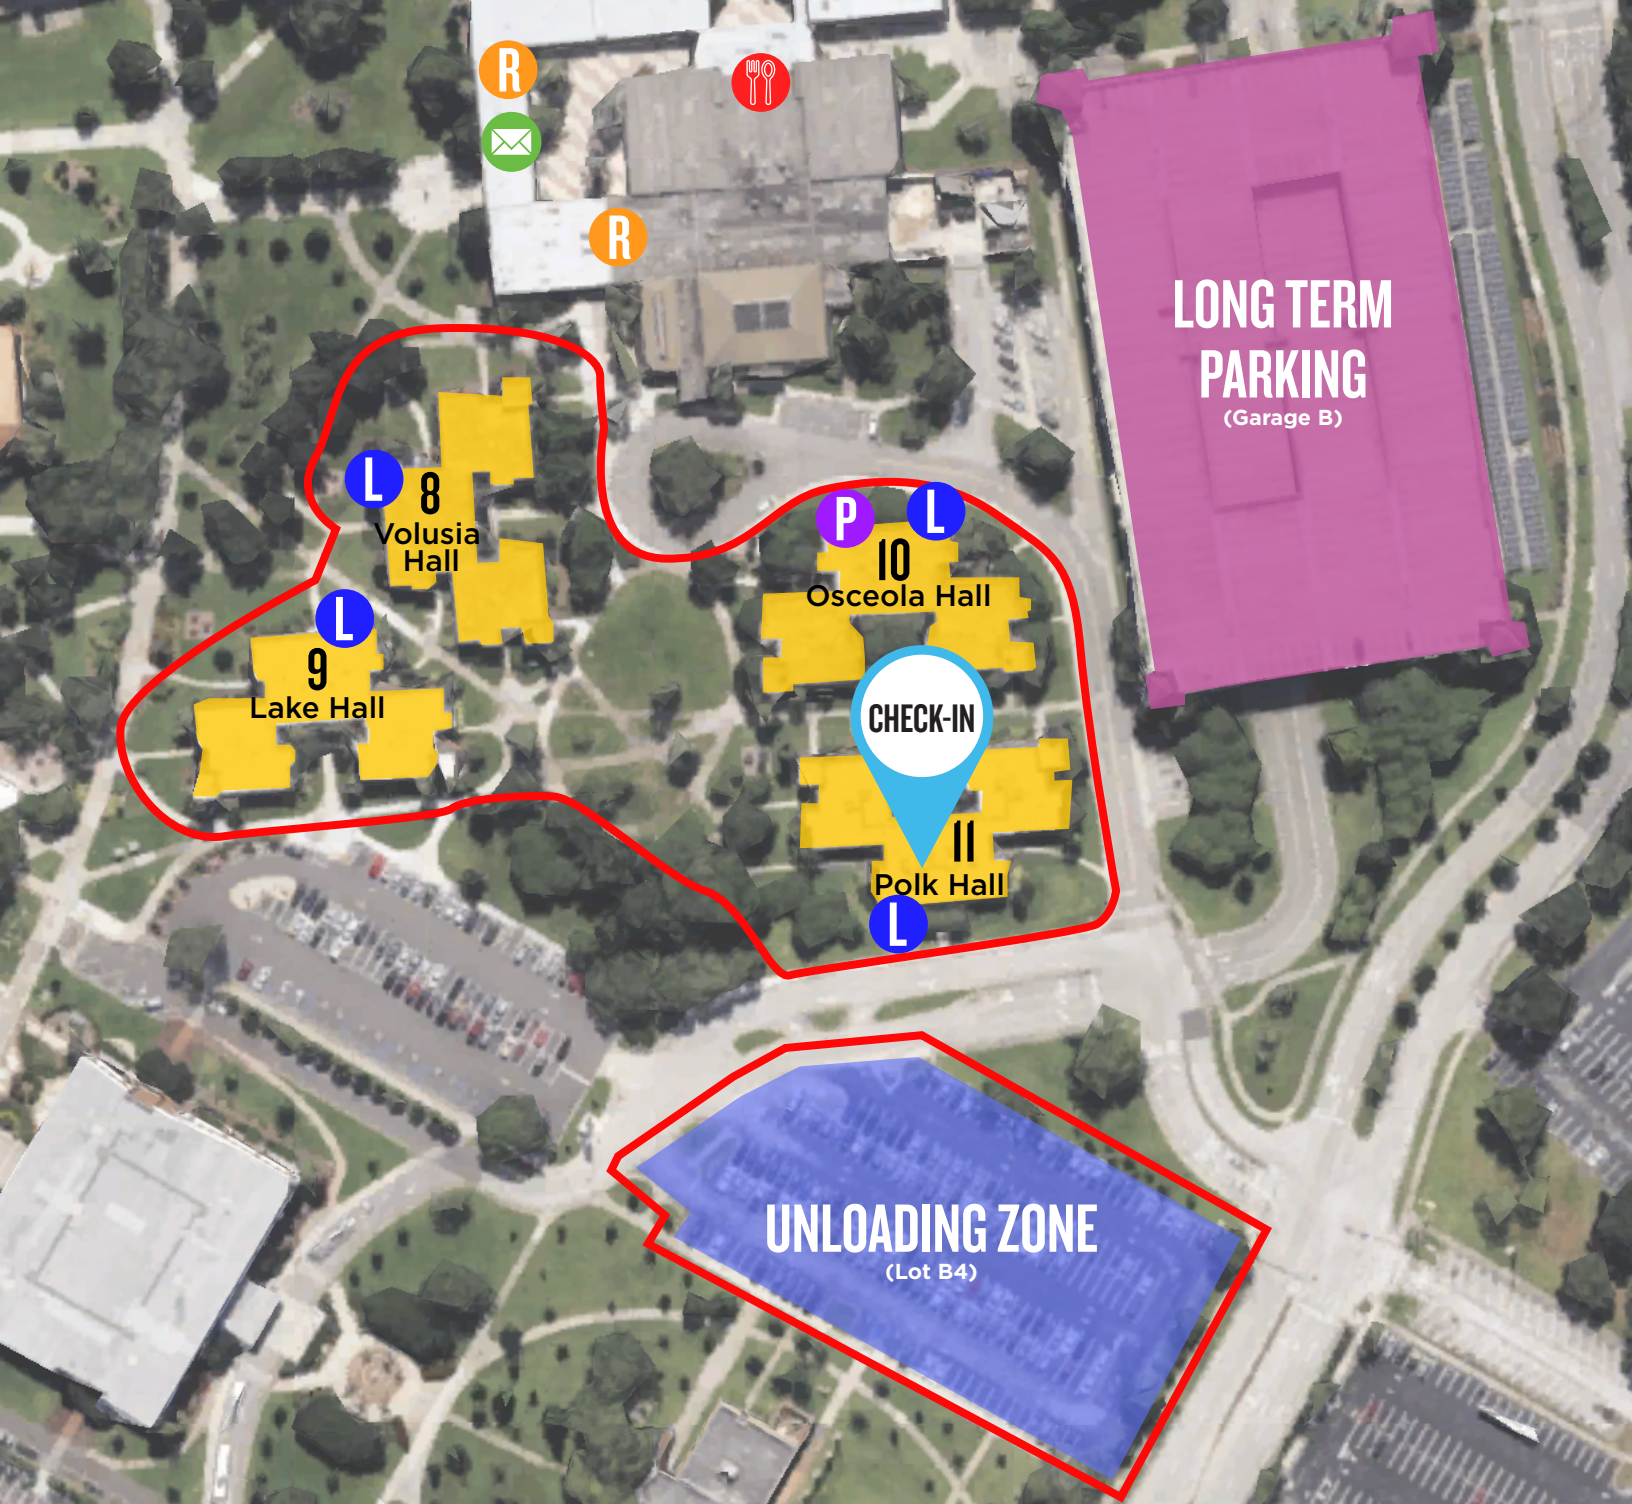 R
R
LONG TERM
PARKING
(Garage B)
L
8
Volusia
Hall
P
L
10
Osceola Hall
L
9
Lake Hall
CHECK-IN
11
Polk Hall
L
UNLOADING ZONE
(Lot B4)